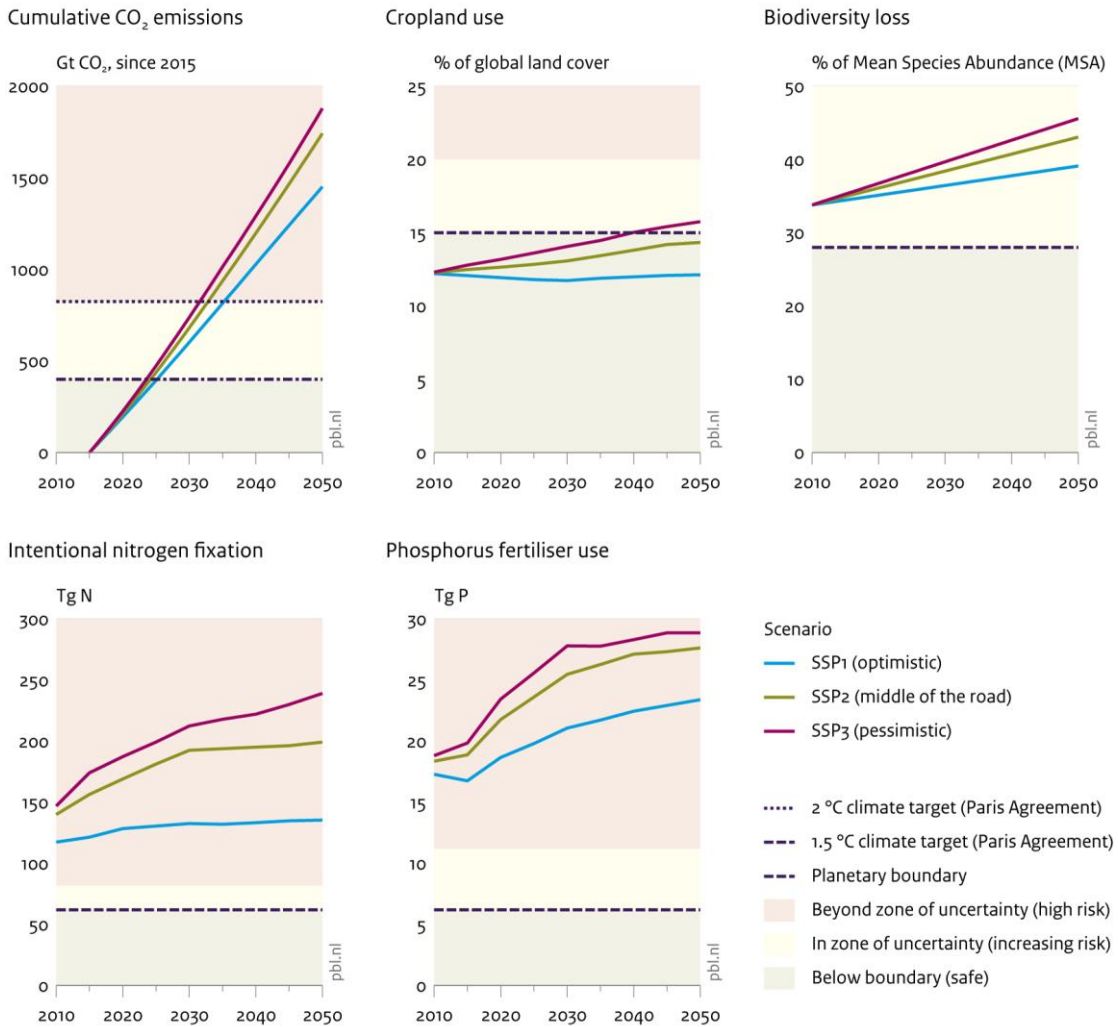 Cumulative CO₂ emissions
Gt CO₂, since 2015
2000
1500
1000
500
0
2010 2020 2030 2040 2050
pbl.nl
Cropland use
% of global land cover
25
20
15
10
5
0
2010 2020 2030 2040 2050
pbl.nl
Biodiversity loss
% of Mean Species Abundance (MSA)
50
40
30
20
10
0
2010 2020 2030 2040 2050
pbl.nl
Intentional nitrogen fixation
Tg N
300
250
200
150
100
50
0
2010 2020 2030 2040 2050
pbl.nl
Phosphorus fertiliser use
Tg P
30
25
20
15
10
5
0
2010 2020 2030 2040 2050
pbl.nl
Scenario
SSP1 (optimistic)
SSP2 (middle of the road)
SSP3 (pessimistic)
2 °C climate target (Paris Agreement)
1.5 °C climate target (Paris Agreement)
Planetary boundary
Beyond zone of uncertainty (high risk)
In zone of uncertainty (increasing risk)
Below boundary (safe)